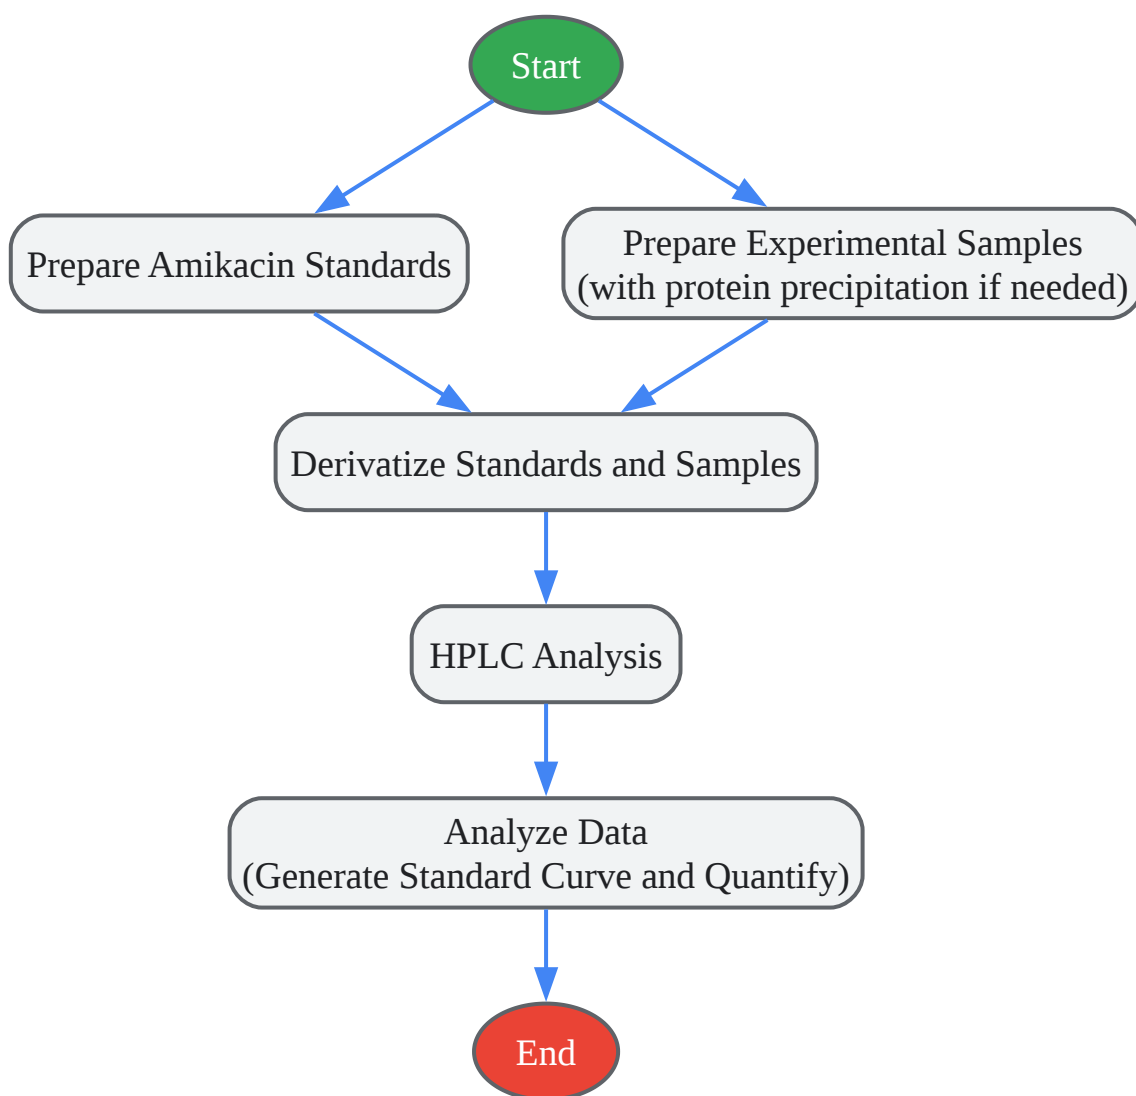 Start
Prepare Amikacin Standards
Prepare Experimental Samples
(with protein precipitation if needed)
Derivatize Standards and Samples
HPLC Analysis
Analyze Data
(Generate Standard Curve and Quantify)
End